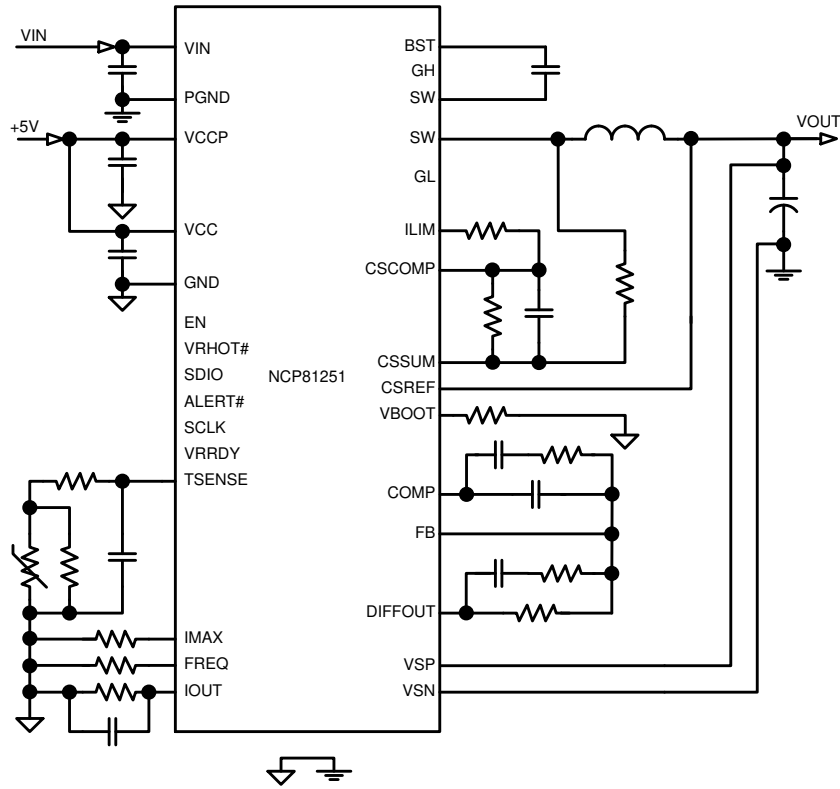 VIN
+5V
VIN
PGND
VCCP
VCC
GND
EN
VRHOT#
SDIO
ALERT#
SCLK
VRRDY
TSENSE
IMAX
FREQ
IOUT
NCP81251
BST
GH
SW
SW
GL
ILIM
CSCOMP
CSSUM
CSREF
VBOOT
COMP
FB
DIFFOUT
VSP
VSN
VOUT